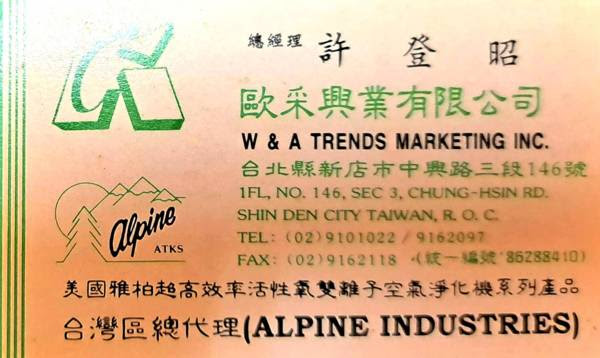 總經理 許登昭
歐采興業有限公司
W & A TRENDS MARKETING INC.
台北縣新店市中興路三段146號
1FL, NO. 146, SEC 3, CHUNG-HSIN RD.
SHIN DEN CITY TAIWAN, R. O. C.
TEL: (02)9101022 / 9162097
FAX: (02)9162118 ·(統一編號'86288410)
Alpine
ATKS
美國雅柏超高效率活性氧雙離子空氣淨化機系列產品
台灣區總代理(ALPINE INDUSTRIES)